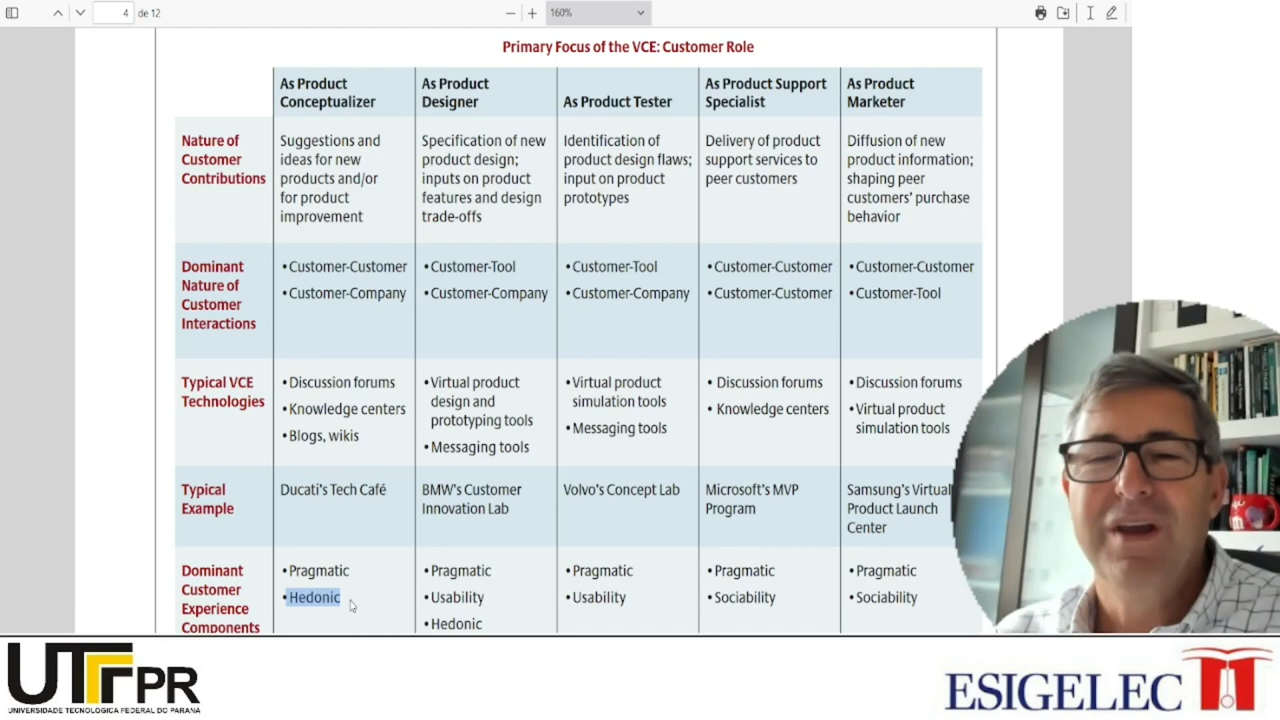 4 de 12 160%
Primary Focus of the VCE: Customer Role
As Product
Conceptualizer
As Product
Designer
As Product Tester
As Product Support
Specialist
As Product
Marketer
Nature of
Customer
Contributions
Suggestions and
ideas for new
products and/or
for product
improvement
Specification of new
product design;
inputs on product
features and design
trade-offs
Identification of
product design flaws;
input on product
prototypes
Delivery of product
support services to
peer customers
Diffusion of new
product information;
shaping peer
customers' purchase
behavior
Dominant
Nature of
Customer
Interactions
•Customer-Customer
•Customer-Company
•Customer-Tool
•Customer-Company
•Customer-Tool
•Customer-Company
•Customer-Customer
•Customer-Customer
•Customer-Customer
•Customer-Tool
Typical VCE
Technologies
•Discussion forums
•Knowledge centers
•Blogs, wikis
•Virtual product
design and
prototyping tools
•Messaging tools
•Virtual product
simulation tools
•Messaging tools
• Discussion forums
• Knowledge centers
•Discussion forums
•Virtual product
simulation tools
Typical
Example
Ducati's Tech Café
BMW's Customer
Innovation Lab
Volvo's Concept Lab
Microsoft's MVP
Program
Samsung's Virtual
Product Launch
Center
Dominant
Customer
Experience
Components
•Pragmatic
•Hedonic
•Pragmatic
•Usability
•Hedonic
•Pragmatic
•Usability
•Pragmatic
•Sociability
•Pragmatic
•Sociability
UTFPR
UNIVERSIDADE TECNOLÓGICA FEDERAL DO PARANÁ
ESIGELEC